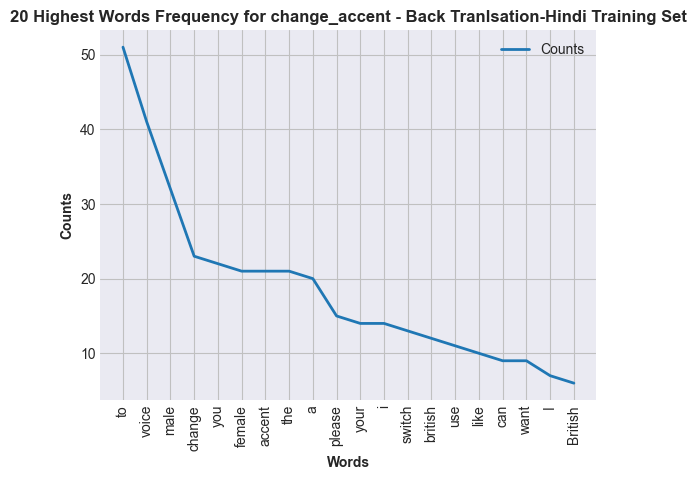 20 Highest Words Frequency for change_accent - Back Tranlsation-Hindi Training Set
Counts
50
40
30
20
10
Counts
to
voice
male
change
you
female
accent
the
a
please
your
i
switch
british
use
like
can
want
I
British
Words